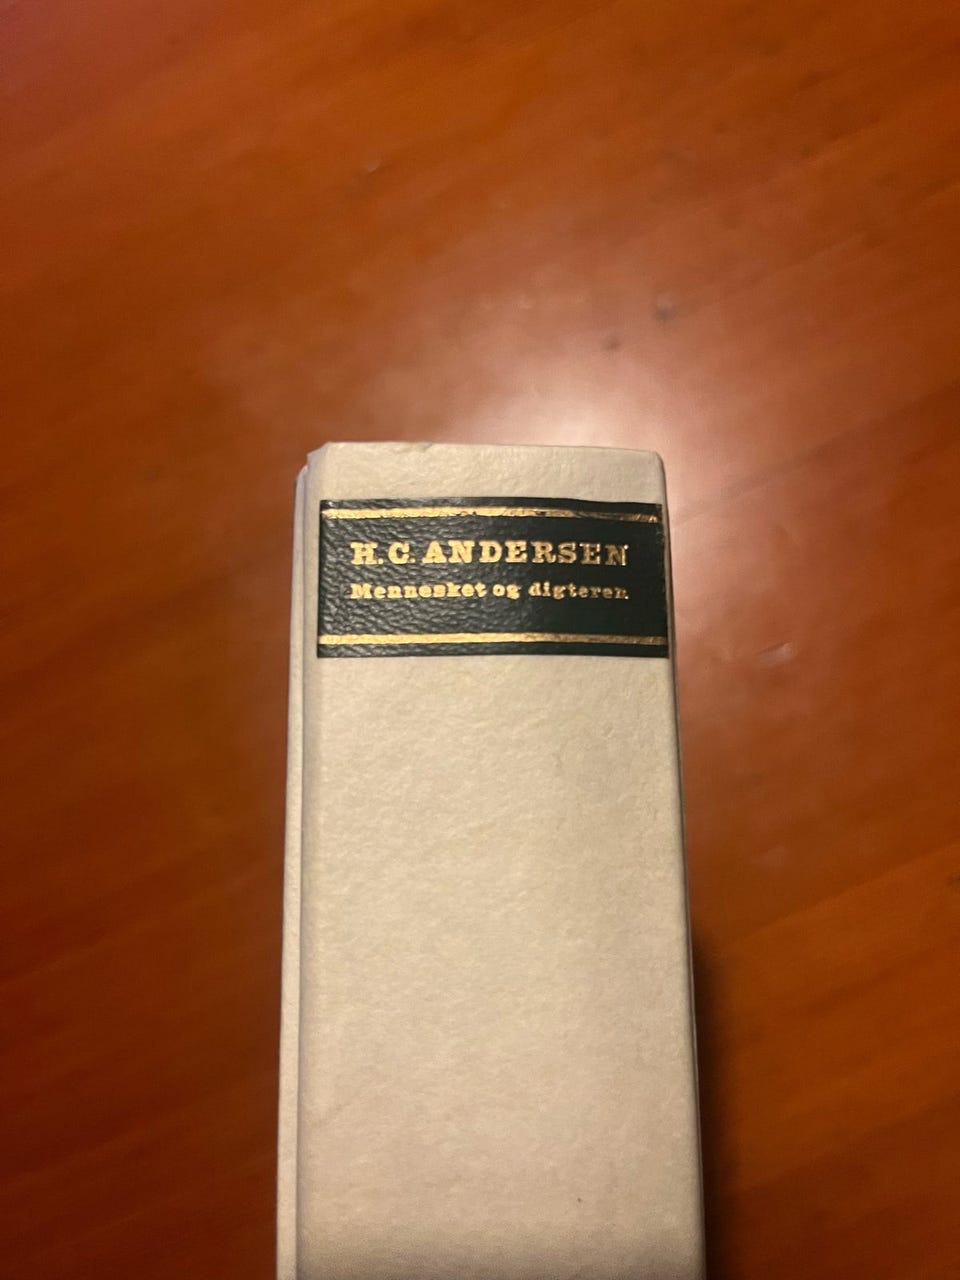 H. C. ANDERSEN
Mennesket og digteren